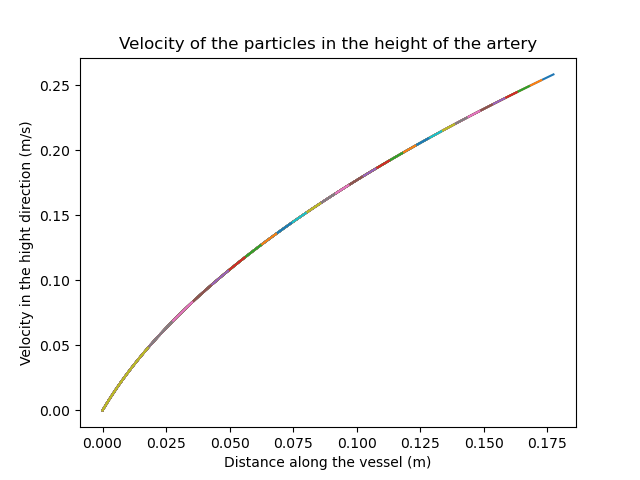 Velocity of the particles in the height of the artery
Velocity in the hight direction (m/s)
0.25
0.20
0.15
0.10
0.05
0.00
0.000 0.025 0.050 0.075 0.100 0.125 0.150 0.175
Distance along the vessel (m)